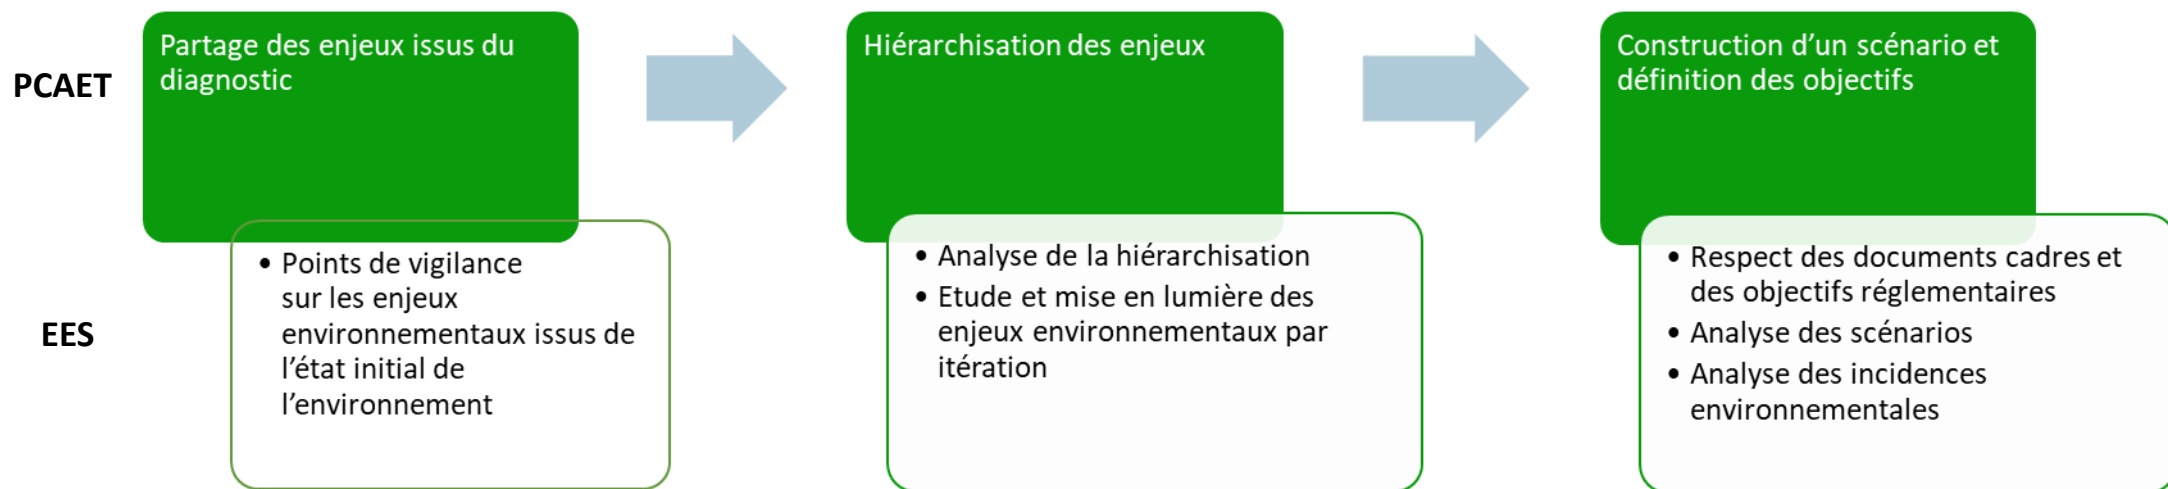 PCAET
Partage des enjeux issus du
diagnostic
Hiérarchisation des enjeux
Construction d’un scénario et
définition des objectifs
EES
• Points de vigilance
sur les enjeux
environnementaux issus de
l’état initial de
l’environnement
• Analyse de la hiérarchisation
• Etude et mise en lumière des
enjeux environnementaux par
itération
• Respect des documents cadres et
des objectifs réglementaires
• Analyse des scénarios
• Analyse des incidences
environnementales